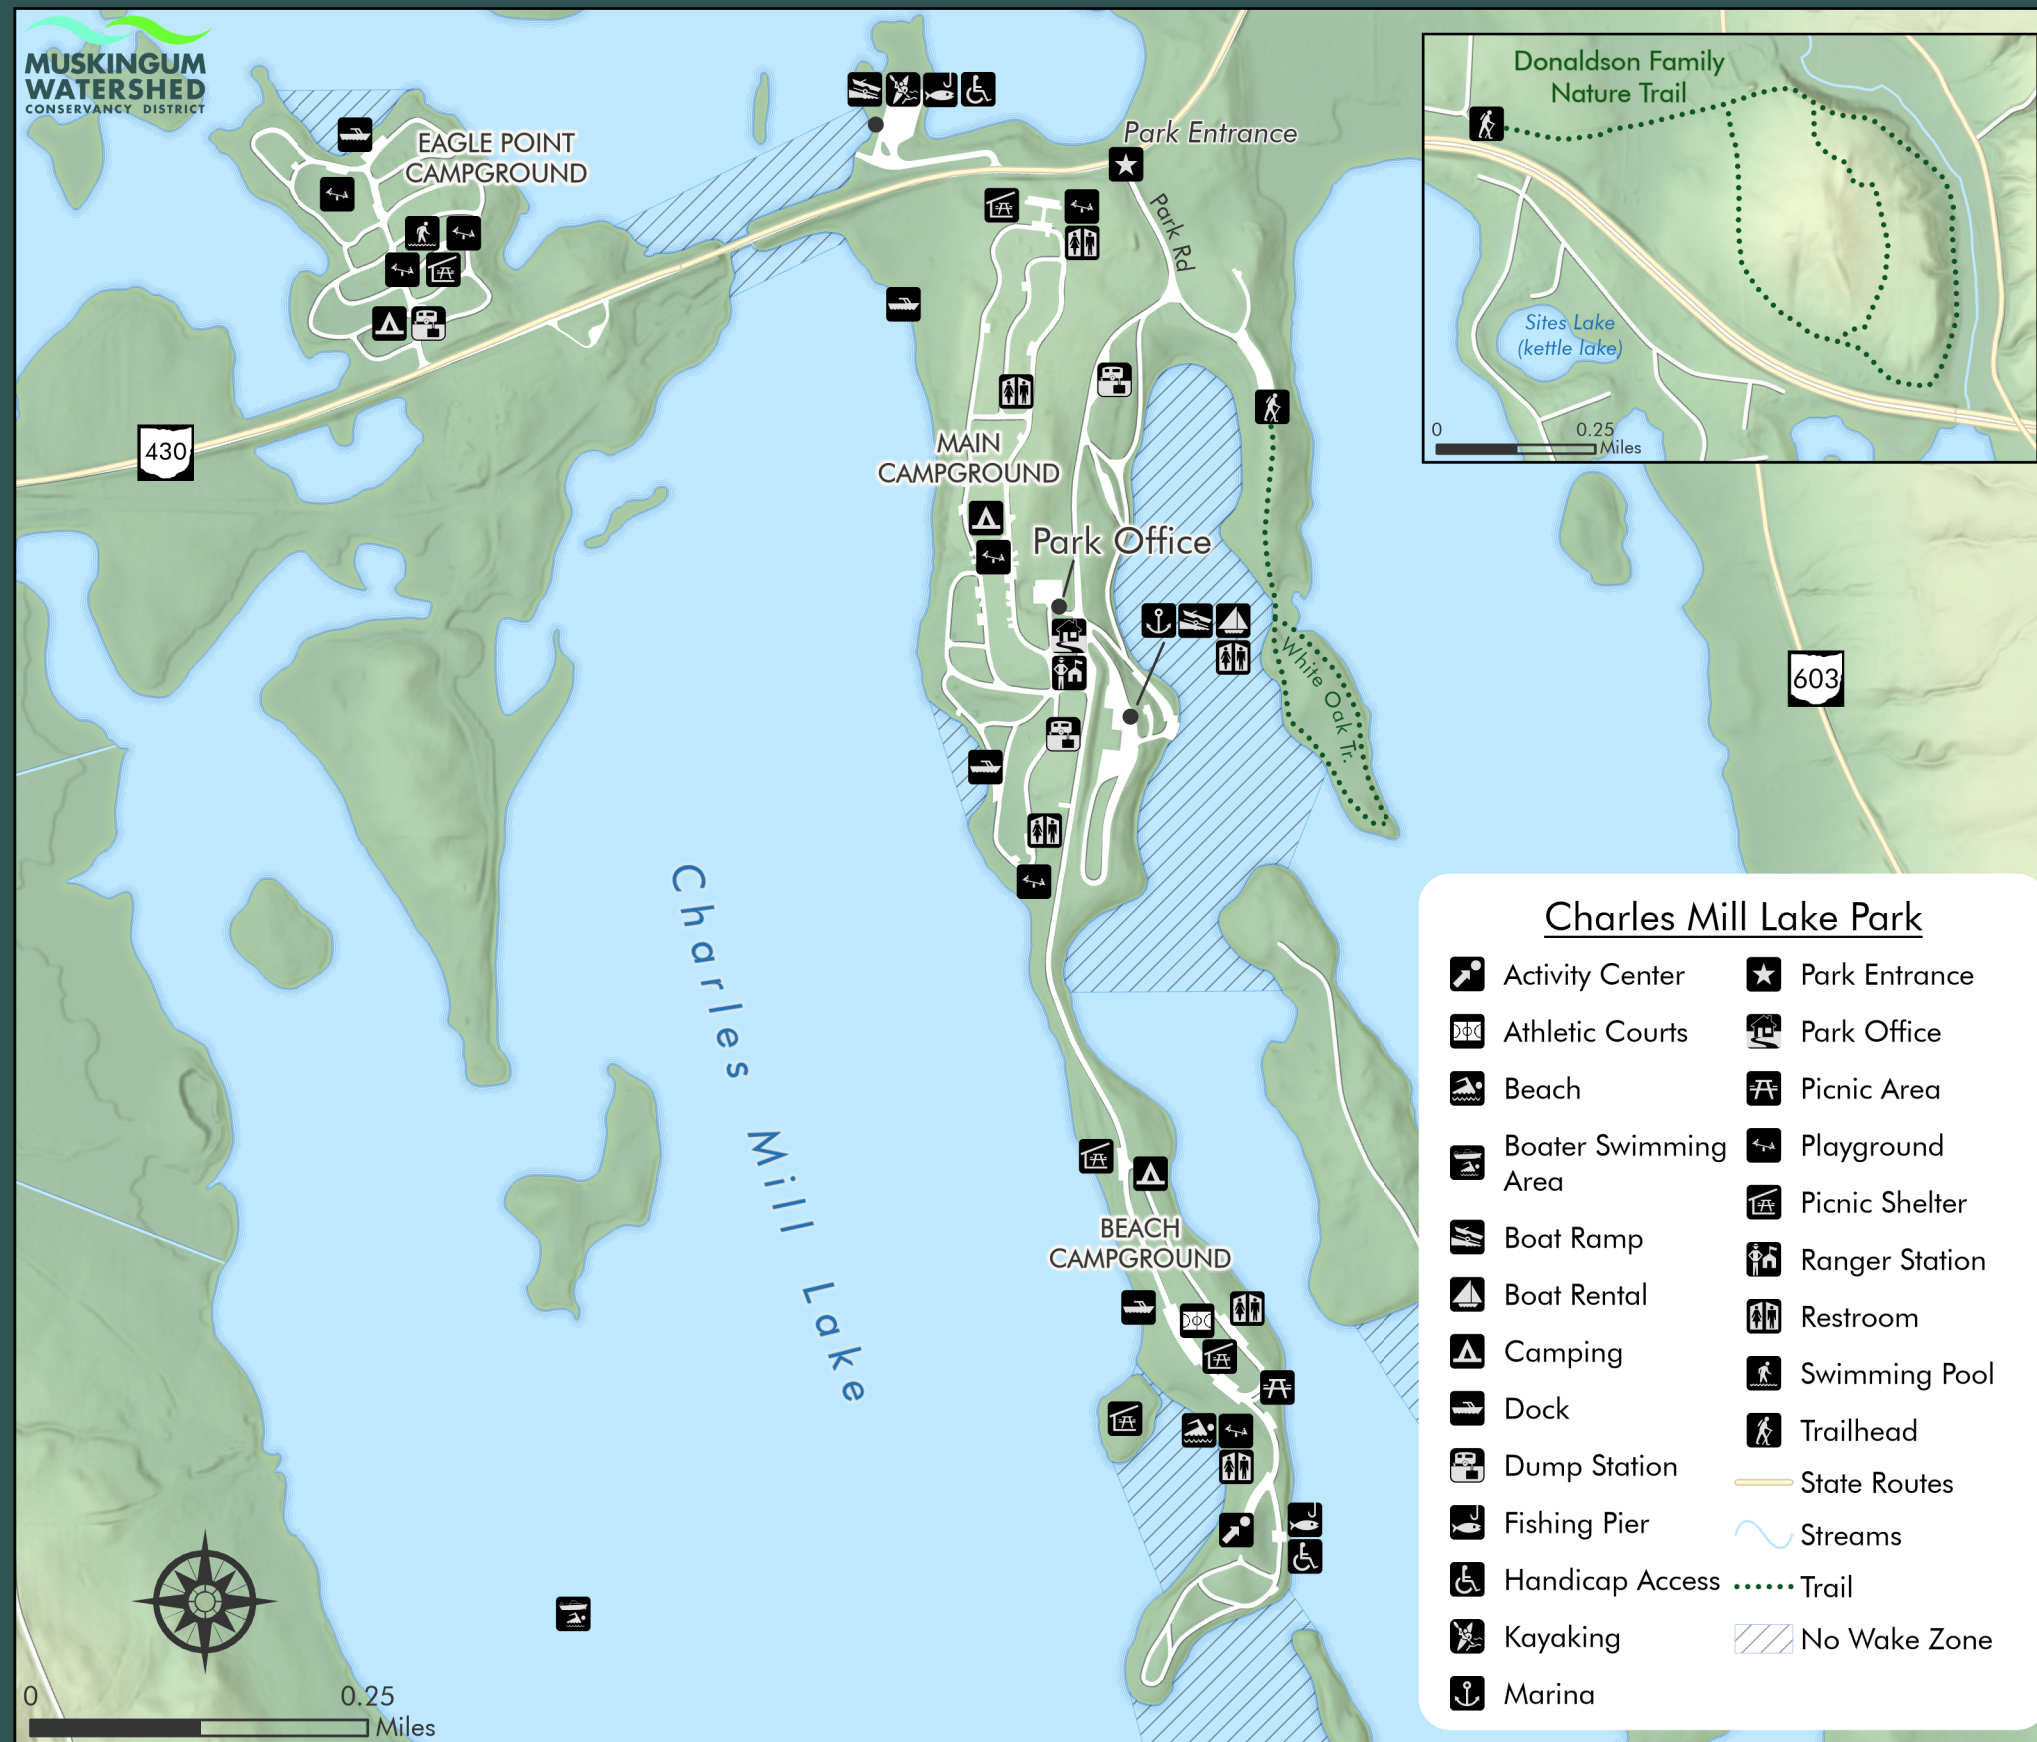 MUSKINGUM
WATERSHED
CONSERVANCY DISTRICT
EAGLE POINT
CAMPGROUND
Park Entrance
Park Rd
Donaldson Family
Nature Trail
Sites Lake
(kettle lake)
0 0.25
Miles
430
MAIN
CAMPGROUND
Park Office
White Oak Tr.
603
Charles Mill Lake
BEACH
CAMPGROUND
0 0.25
Miles
Charles Mill Lake Park
Activity Center
Athletic Courts
Beach
Boater Swimming
Area
Boat Ramp
Boat Rental
Camping
Dock
Dump Station
Fishing Pier
Handicap Access
Kayaking
Marina
Park Entrance
Park Office
Picnic Area
Playground
Picnic Shelter
Ranger Station
Restroom
Swimming Pool
Trailhead
State Routes
Streams
Trail
No Wake Zone